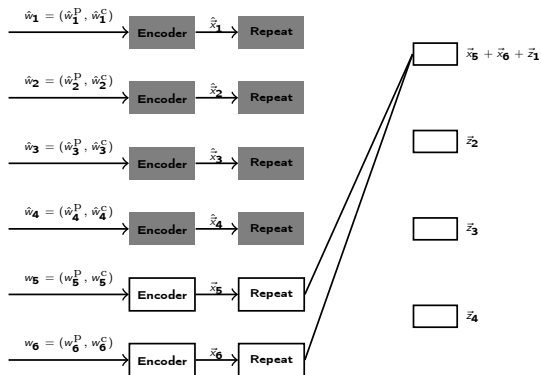 ŵ₁ = (ŵ₁ᵖ, ŵ₁ᶜ) Encoder x̂⃗₁ Repeat
x⃗₅ + x⃗₆ + z⃗₁
ŵ₂ = (ŵ₂ᵖ, ŵ₂ᶜ) Encoder x̂⃗₂ Repeat
z⃗₂
ŵ₃ = (ŵ₃ᵖ, ŵ₃ᶜ) Encoder x̂⃗₃ Repeat
ŵ₄ = (ŵ₄ᵖ, ŵ₄ᶜ) Encoder x̂⃗₄ Repeat
z⃗₃
w₅ = (w₅ᵖ, w₅ᶜ) Encoder x⃗₅ Repeat
z⃗₄
w₆ = (w₆ᵖ, w₆ᶜ) Encoder x⃗₆ Repeat